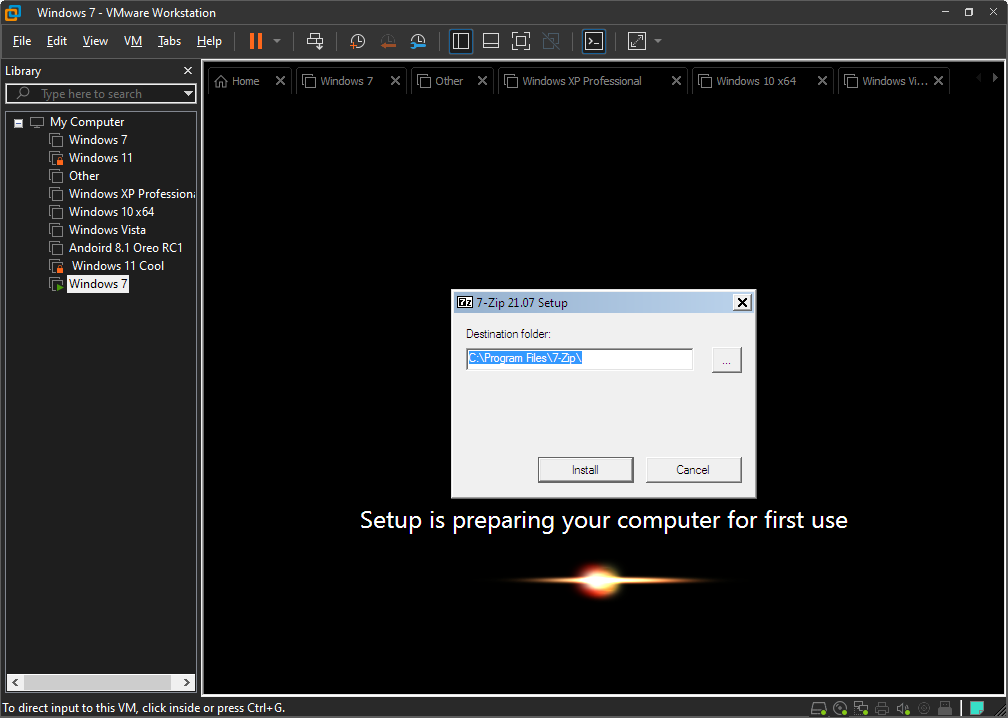 Windows 7 - VMware Workstation
File Edit View VM Tabs Help
Library
Type here to search
Home Windows 7 Other Windows XP Professional Windows 10 x64 Windows Vi...
My Computer
Windows 7
Windows 11
Other
Windows XP Professiona
Windows 10 x64
Windows Vista
Andoird 8.1 Oreo RC1
Windows 11 Cool
Windows 7
7z 7-Zip 21.07 Setup
Destination folder:
C:\Program Files\7-Zip\
...
Install Cancel
Setup is preparing your computer for first use
To direct input to this VM, click inside or press Ctrl+G.